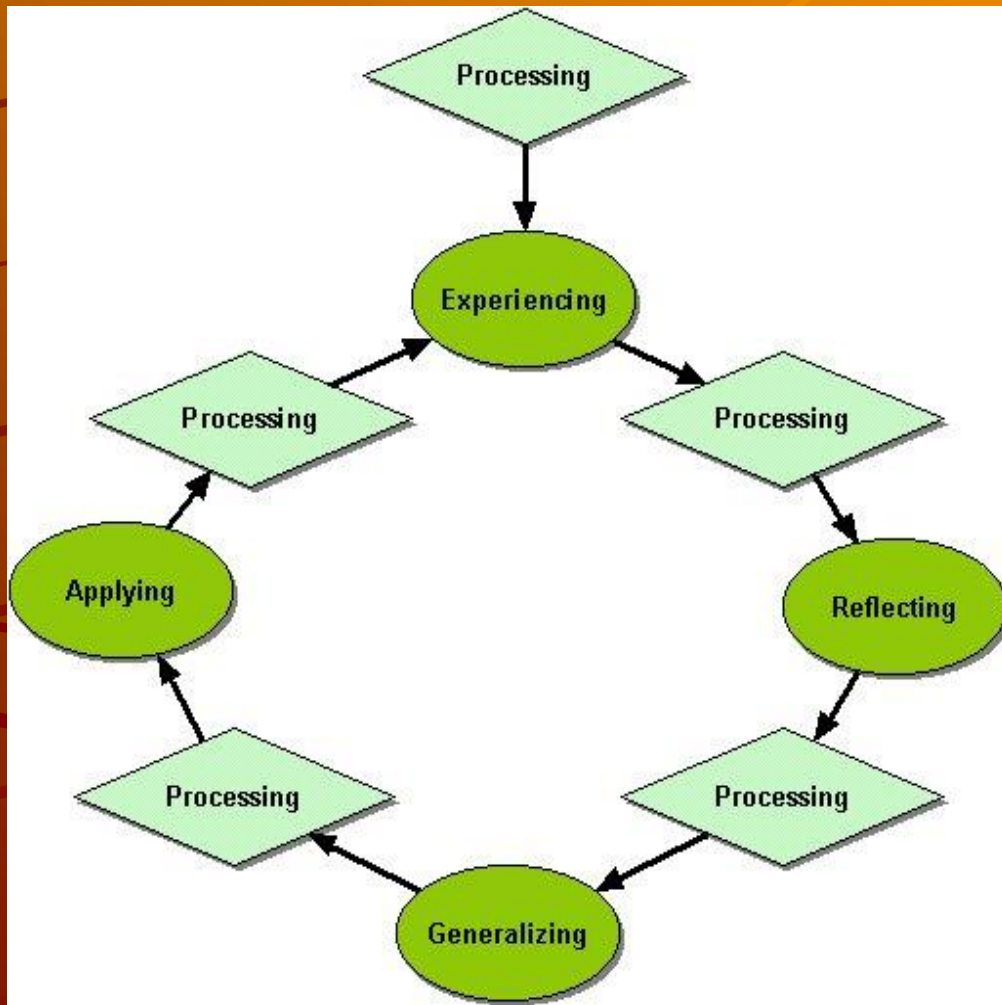 Processing
Experiencing
Processing
Processing
Applying
Reflecting
Processing
Processing
Generalizing